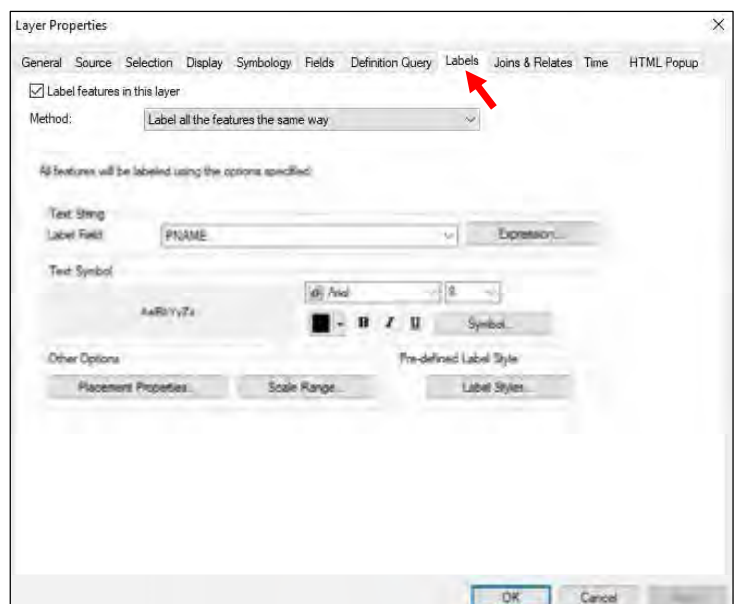 Layer Properties
General Source Selection Display Symbology Fields Definition Query Labels Joins & Relates Time HTML Popup
Label features in this layer
Method: Label all the features the same way
All features will be labeled using the options specified.
Text String
Label Field: PNAME Expression...
Text Symbol
AaBbYyZz
Arial 8
B I U Symbol...
Other Options Pre-defined Label Style
Placement Properties... Scale Range... Label Styles...
OK Cancel